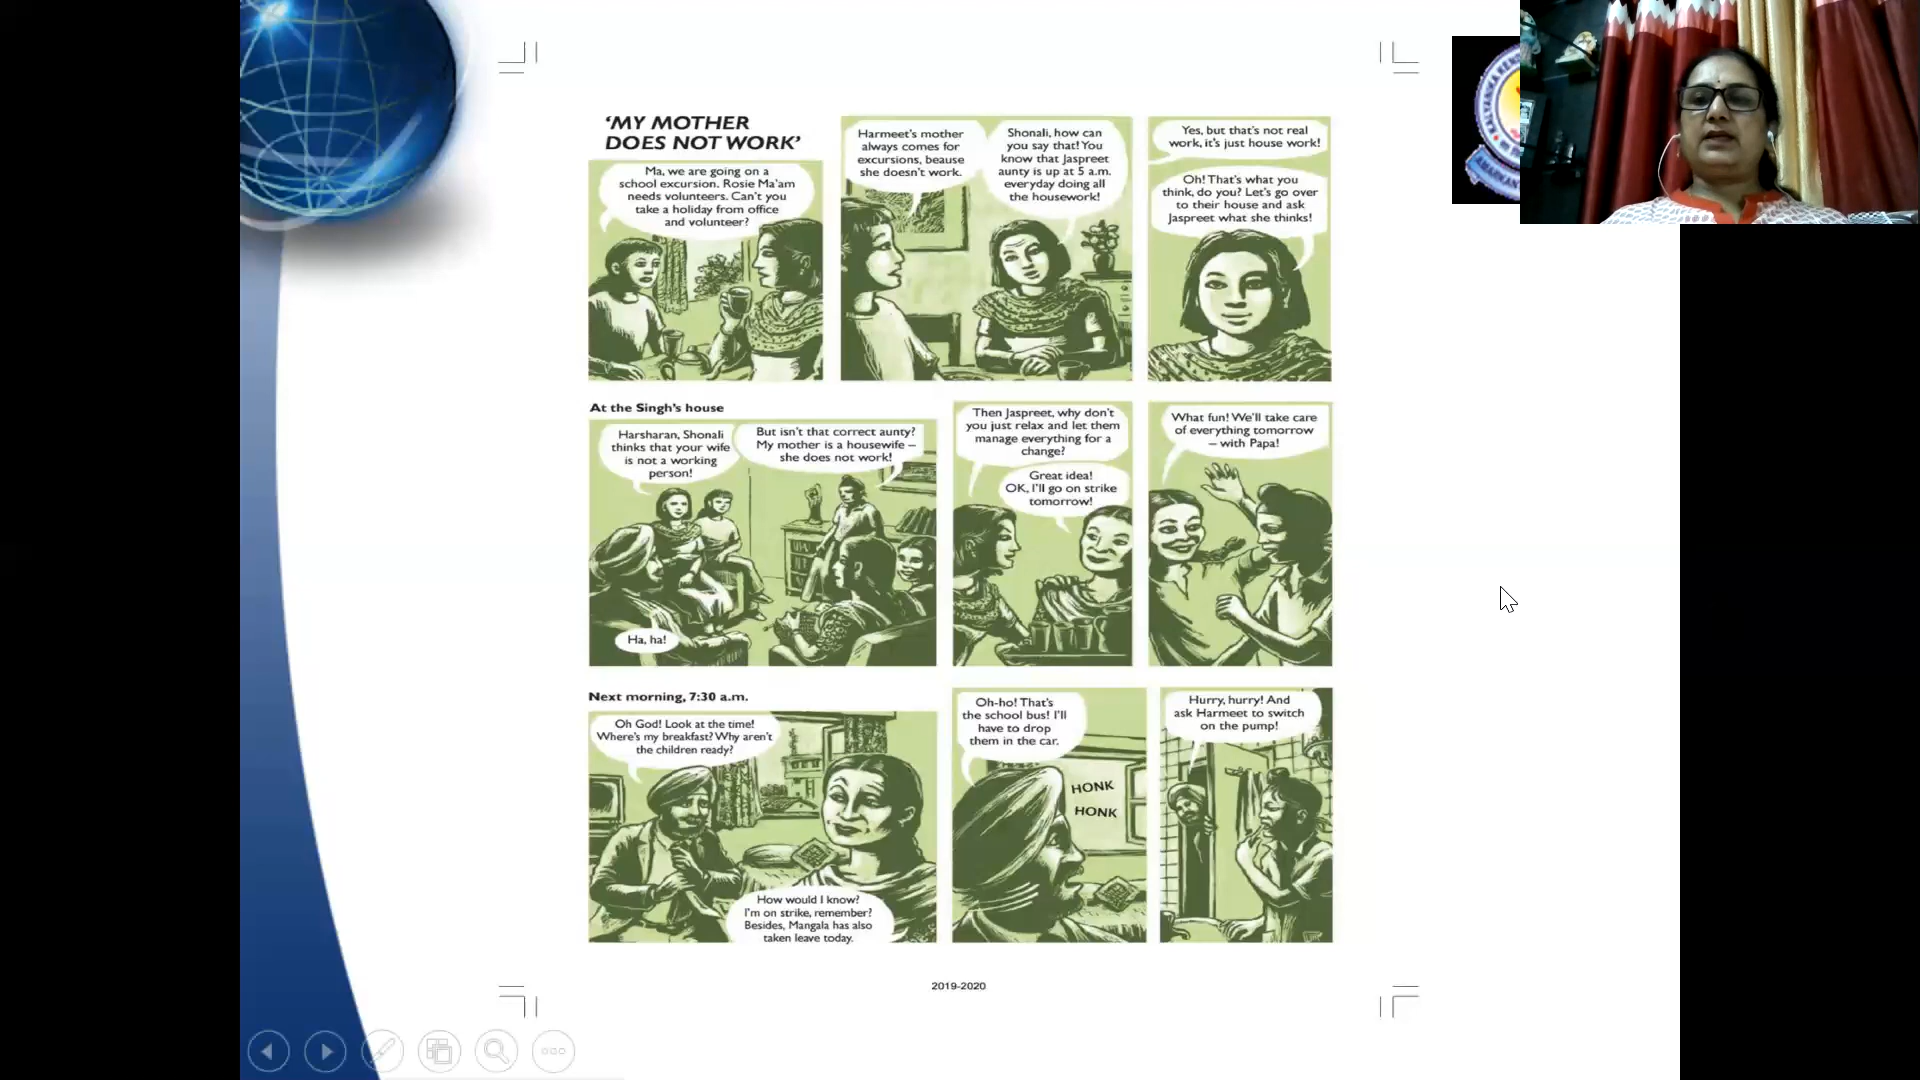 ‘MY MOTHER
DOES NOT WORK’
Ma, we are going on a
school excursion. Rosie Ma'am
needs volunteers. Can't you
take a holiday from office
and volunteer?
Harmeet's mother
always comes for
excursions, beause
she doesn't work.
Shonali, how can
you say that! You
know that Jaspreet
aunty is up at 5 a.m.
everyday doing all
the housework!
Yes, but that's not real
work, it's just house work!
Oh! That's what you
think, do you? Let's go over
to their house and ask
Jaspreet what she thinks!
At the Singh's house
Harsharan, Shonali
thinks that your wife
is not a working
person!
But isn't that correct aunty?
My mother is a housewife –
she does not work!
Ha, ha!
Then Jaspreet, why don't
you just relax and let them
manage everything for a
change?
Great idea!
OK, I'll go on strike
tomorrow!
What fun! We'll take care
of everything tomorrow
– with Papa!
Next morning, 7:30 a.m.
Oh God! Look at the time!
Where's my breakfast? Why aren't
the children ready?
How would I know?
I'm on strike, remember?
Besides, Mangala has also
taken leave today.
Oh-ho! That's
the school bus! I'll
have to drop
them in the car.
HONK
HONK
Hurry, hurry! And
ask Harmeet to switch
on the pump!
2019-2020